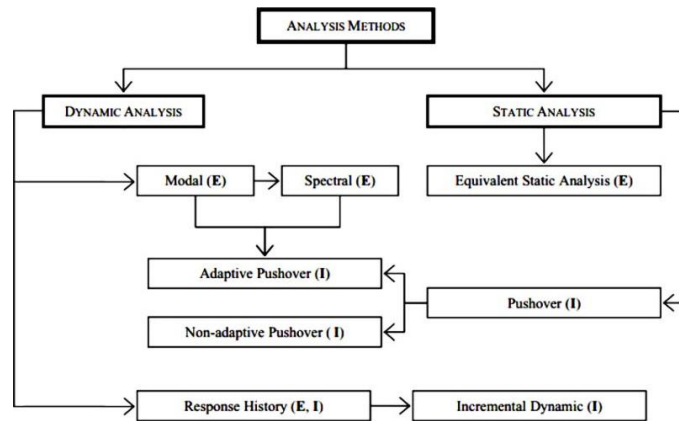 ANALYSIS METHODS
DYNAMIC ANALYSIS
STATIC ANALYSIS
Modal (E)
Spectral (E)
Equivalent Static Analysis (E)
Adaptive Pushover (I)
Pushover (I)
Non-adaptive Pushover ( I)
Response History (E, I)
Incremental Dynamic (I)